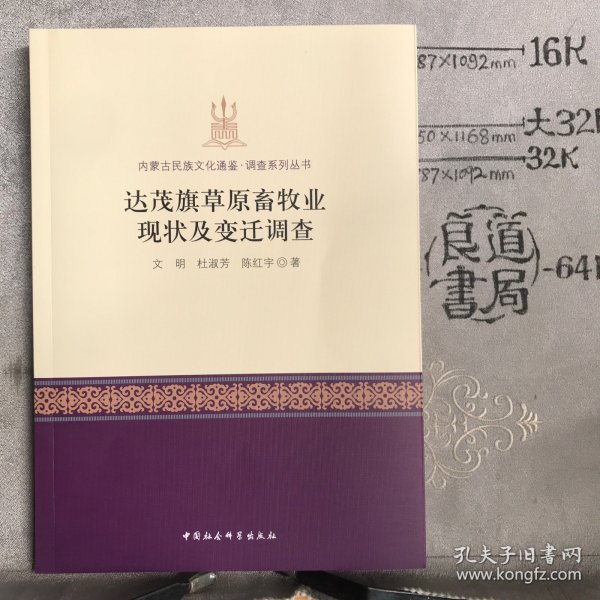 内蒙古民族文化通鉴·调查系列丛书
达茂旗草原畜牧业
现状及变迁调查
文 明 杜淑芳 陈红宇◎著
中国社会科学出版社
16K
87×1092mm
大32
50×1168mm
32K
87×1092mm
良道
書局
-64
孔夫子旧書网
www.kongfz.com